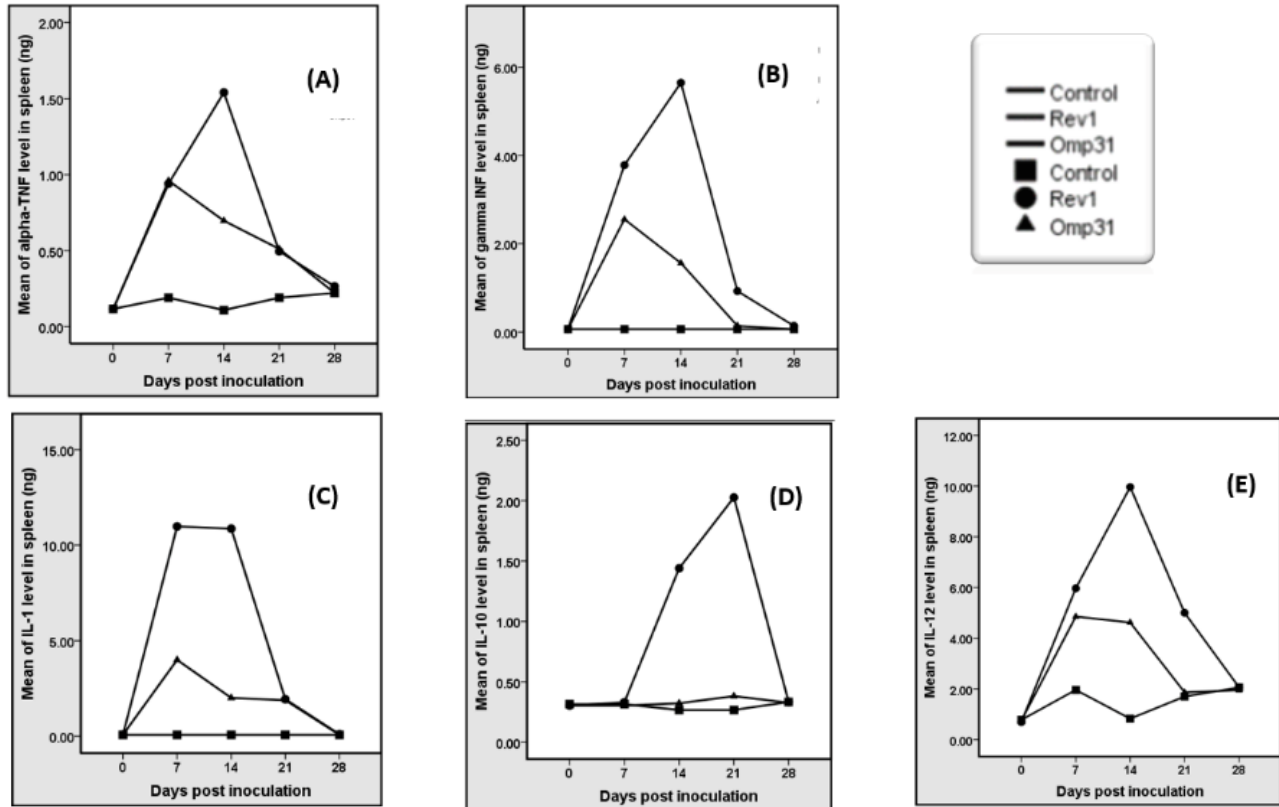 (A)
Mean of alpha-TNF level in spleen (ng)
2.00
1.50
1.00
0.50
0.00
0 7 14 21 28
Days post inoculation
(B)
Mean of gamma INF level in spleen (ng)
6.00
4.00
2.00
0.00
0 7 14 21 28
Days post inoculation
Control
Rev1
Omp31
Control
Rev1
Omp31
(C)
Mean of IL-1 level in spleen (ng)
15.00
10.00
5.00
0.00
0 7 14 21 28
Days post inoculation
(D)
Mean of IL-10 level in spleen (ng)
2.50
2.00
1.50
1.00
0.50
0.00
0 7 14 21 28
Days post inoculation
(E)
Mean of IL-12 level in spleen (ng)
12.00
10.00
8.00
6.00
4.00
2.00
0.00
0 7 14 21 28
Days post inoculation